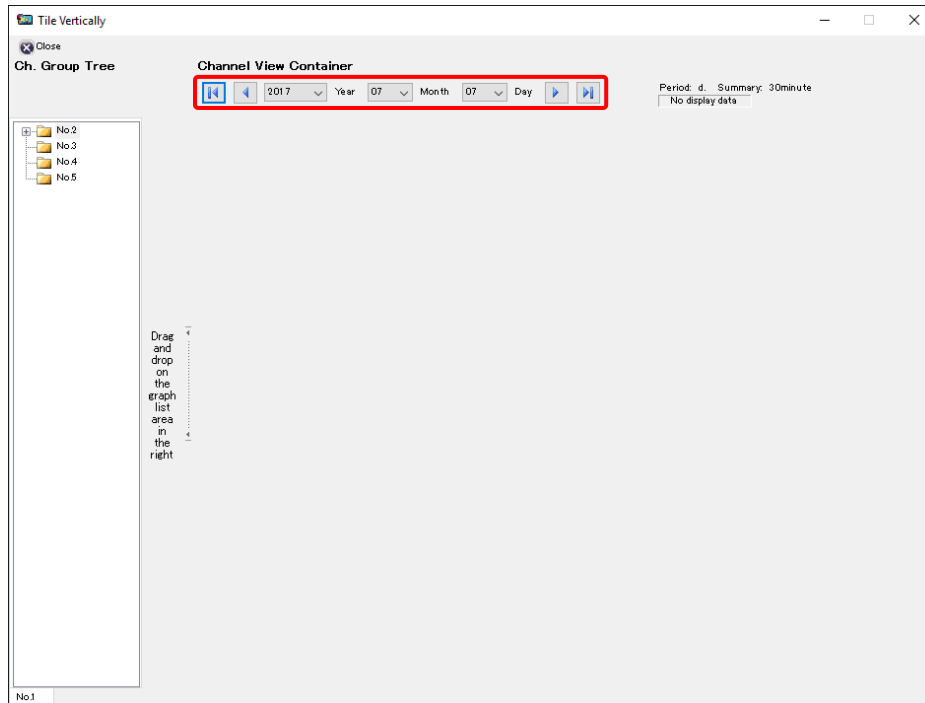 Tile Vertically
Close
Ch. Group Tree
Channel View Container
2017 Year 07 Month 07 Day
Period: d. Summary: 30minute
No display data
No.2
No.3
No.4
No.5
Drag
and
drop
on
the
graph
list
area
in
the
right
No.1